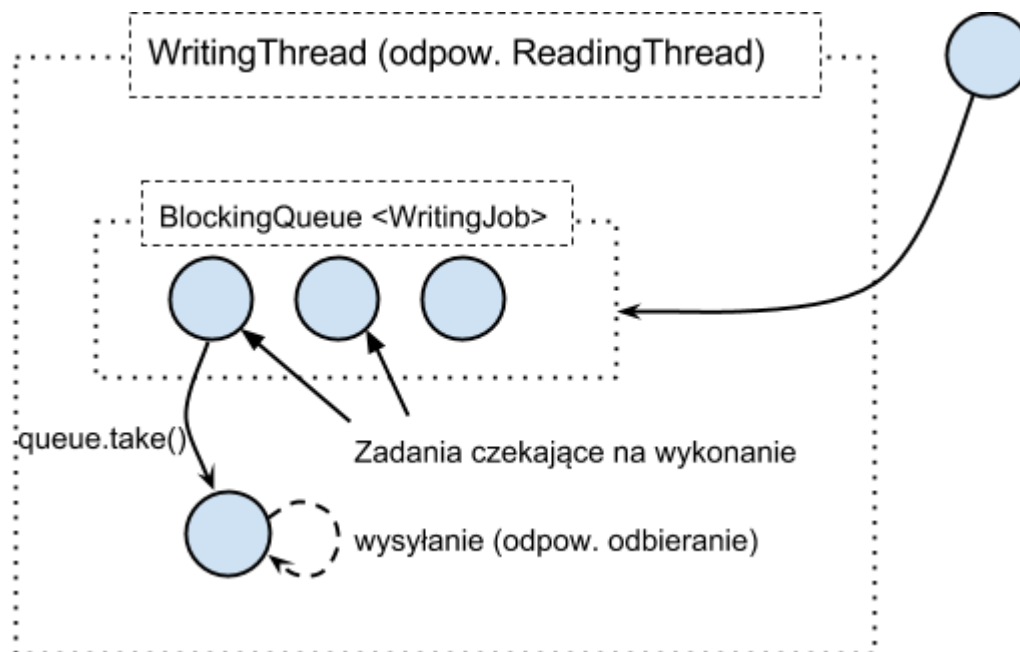 WritingThread (odpow. ReadingThread)
BlockingQueue <WritingJob>
queue.take()
Zadania czekające na wykonanie
wysyłanie (odpow. odbieranie)